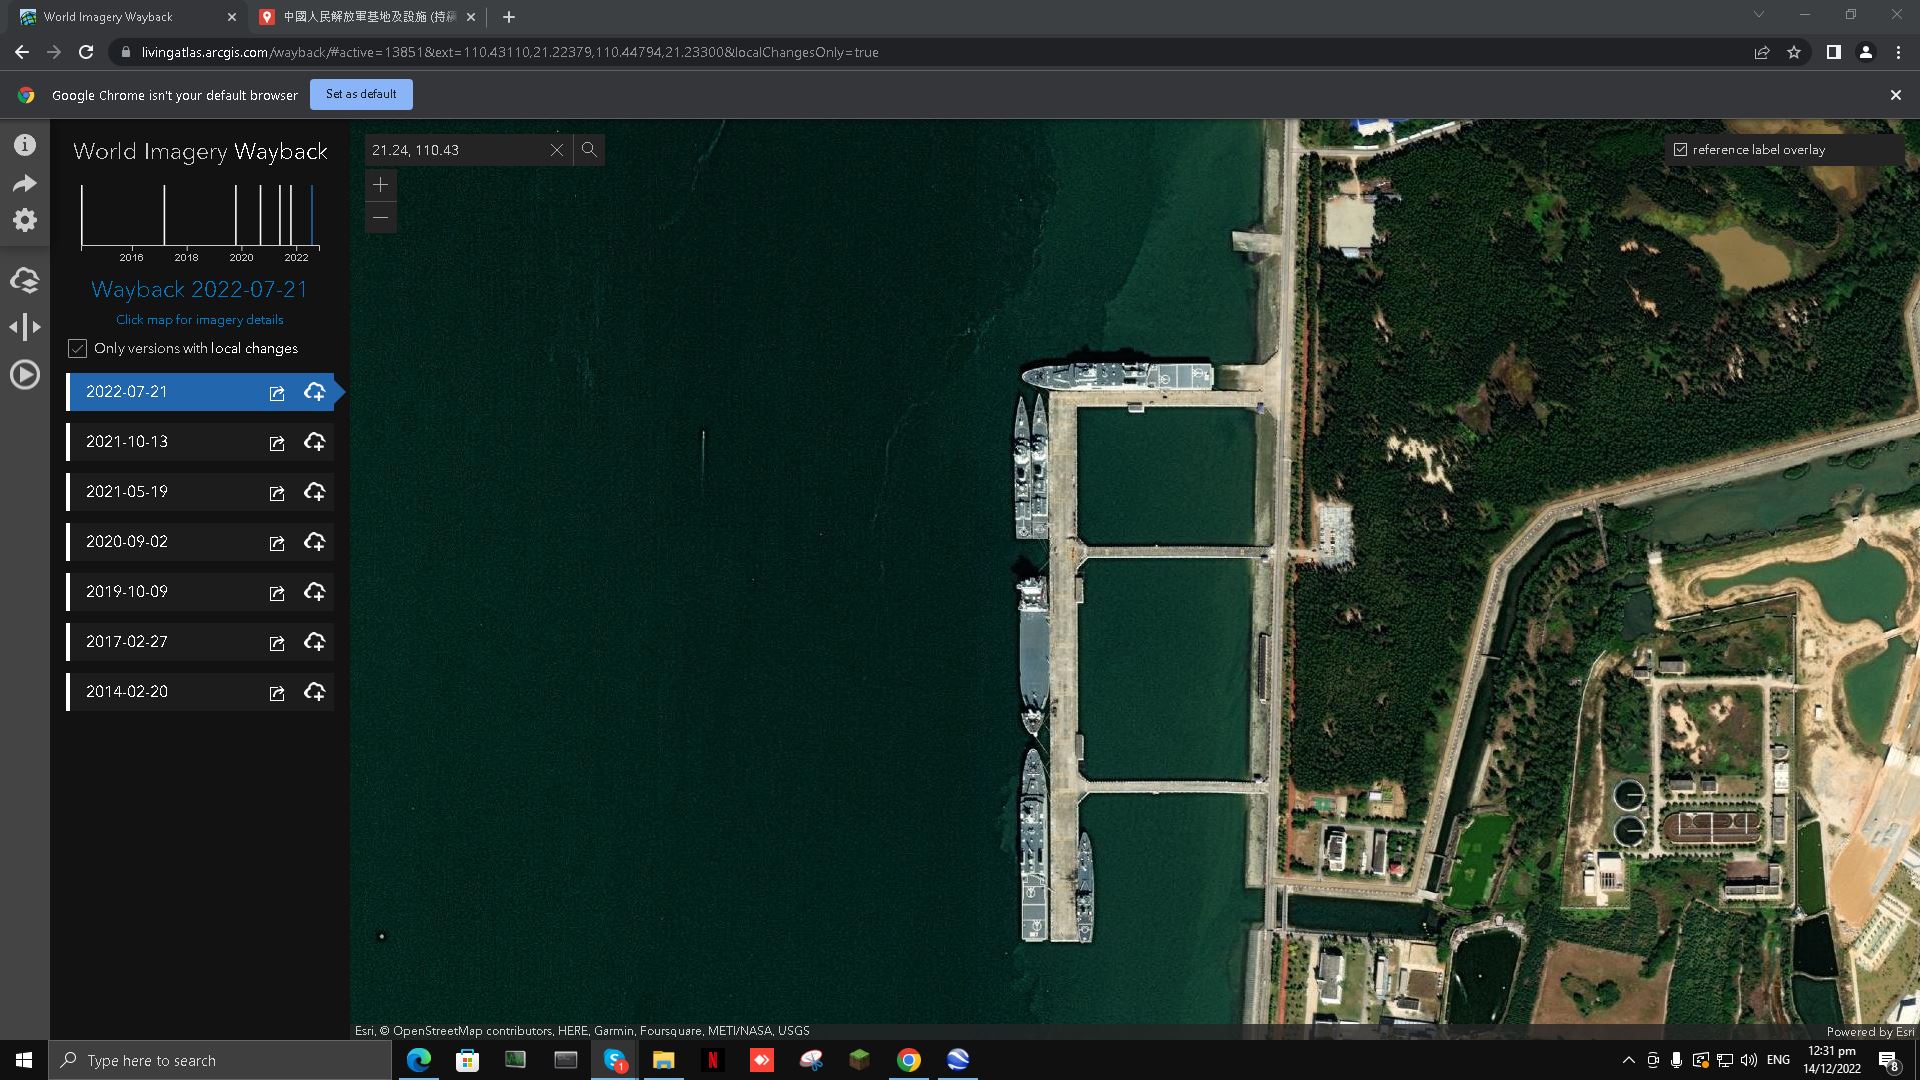 World Imagery Wayback
中國人民解放軍基地及設施 (持續
livingatlas.arcgis.com/wayback/#active=13851&ext=110.43110,21.22379,110.44794,21.23300&localChangesOnly=true
Google Chrome isn't your default browser
Set as default
World Imagery Wayback
21.24, 110.43
reference label overlay
2016 2018 2020 2022
Wayback 2022-07-21
Click map for imagery details
Only versions with local changes
2022-07-21
2021-10-13
2021-05-19
2020-09-02
2019-10-09
2017-02-27
2014-02-20
Esri, © OpenStreetMap contributors, HERE, Garmin, Foursquare, METI/NASA, USGS
Powered by Esri
Type here to search
1
ENG
12:31 pm
14/12/2022
8